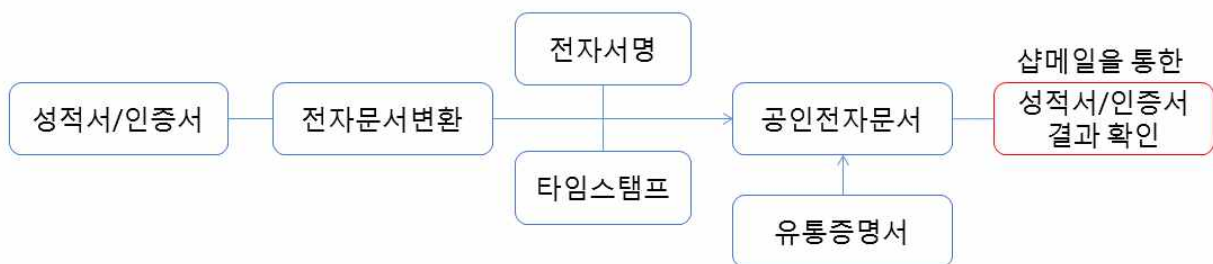 전자서명
샵메일을 통한
성적서/인증서
전자문서변환
공인전자문서
성적서/인증서
결과 확인
타임스탬프
유통증명서